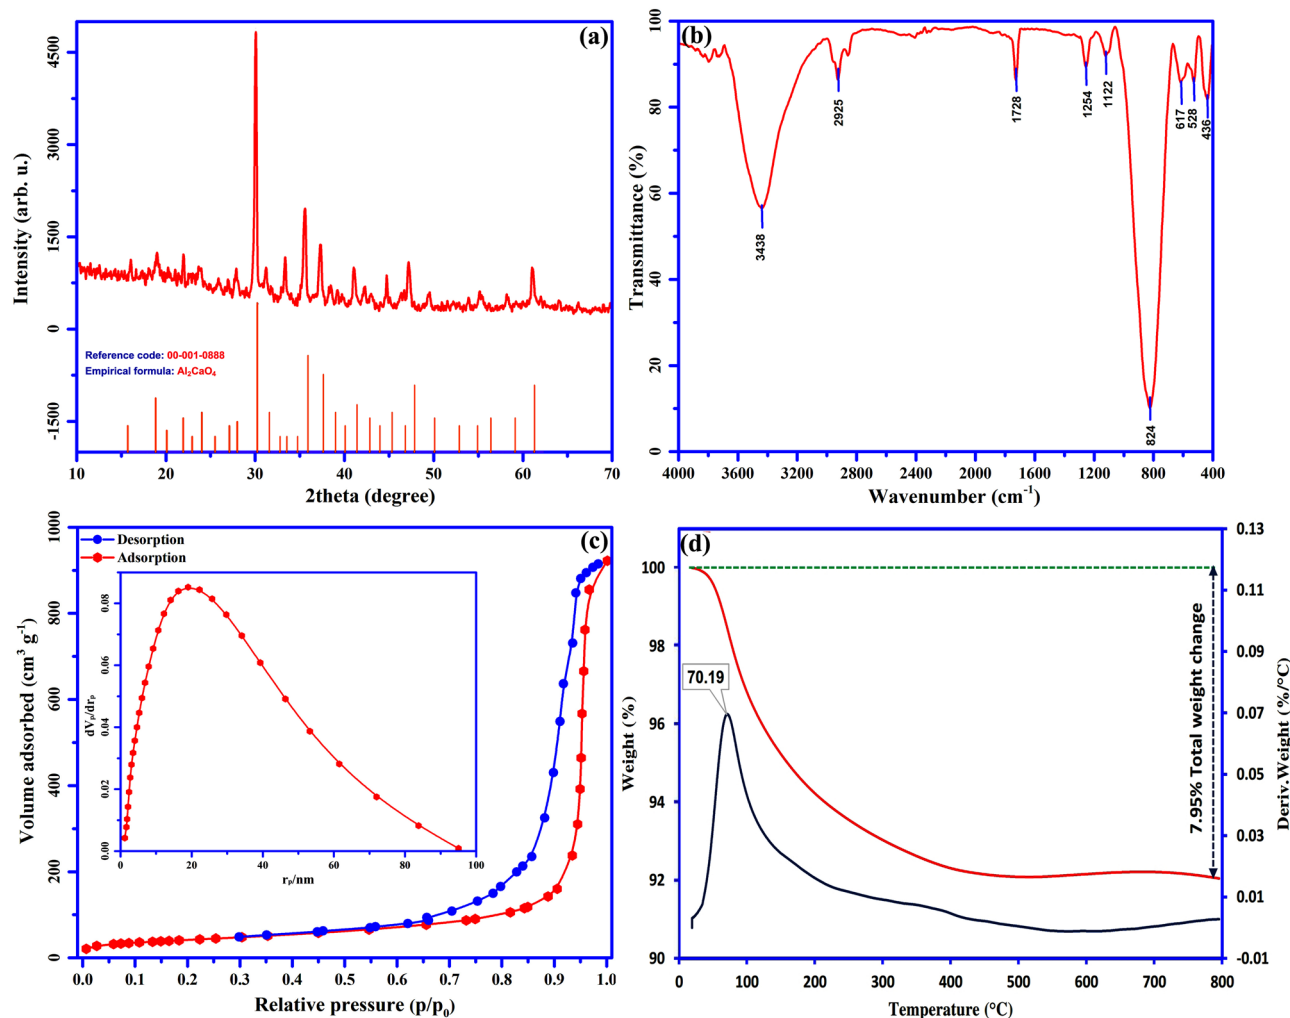 (a)
Intensity (arb. u.)
4500
3000
1500
0
-1500
Reference code: 00-001-0888
Empirical formula: Al₂CaO₄
10 20 30 40 50 60 70
2theta (degree)
(b)
Transmittance (%)
100
80
60
40
20
0
3438
2925
1728
1254
1122
824
617
528
436
4000 3600 3200 2800 2400 2000 1600 1200 800 400
Wavenumber (cm⁻¹)
(c)
Desorption
Adsorption
Volume adsorbed (cm³ g⁻¹)
1000
800
600
400
200
0
dVₚ/drₚ
0.08
0.06
0.04
0.02
0.00
0 20 40 60 80 100
rₚ/nm
0.0 0.1 0.2 0.3 0.4 0.5 0.6 0.7 0.8 0.9 1.0
Relative pressure (p/p₀)
(d)
Weight (%)
100
98
96
94
92
90
70.19
7.95% Total weight change
0.13
0.11
0.09
0.07
0.05
0.03
0.01
-0.01
Deriv.Weight (%/°C)
0 100 200 300 400 500 600 700 800
Temperature (°C)